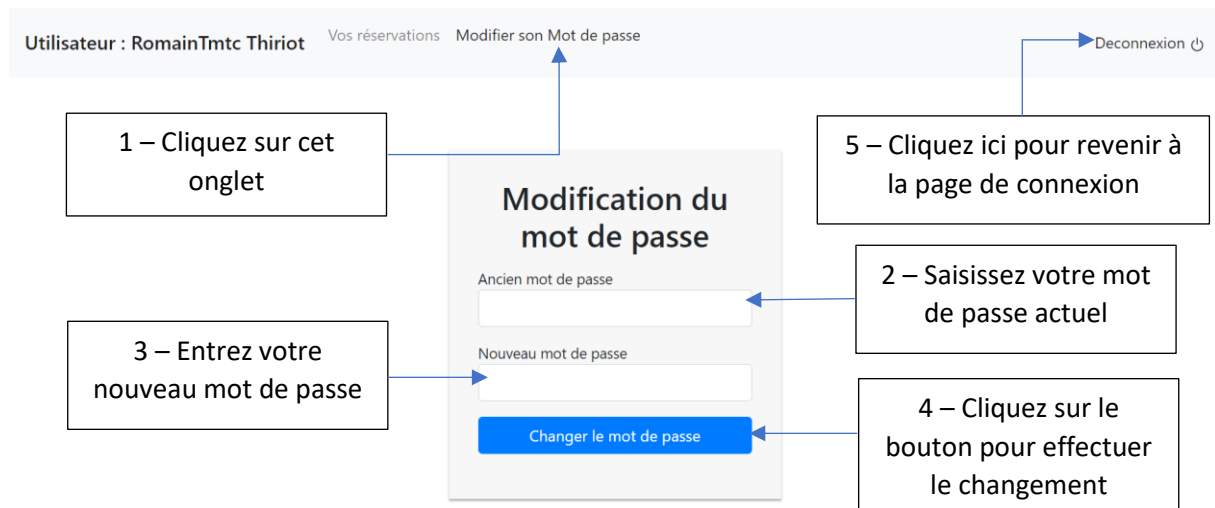 Utilisateur : RomainTmtc Thiriot Vos réservations Modifier son Mot de passe Deconnexion
1 – Cliquez sur cet
onglet
5 – Cliquez ici pour revenir à
la page de connexion
Modification du
mot de passe
Ancien mot de passe
2 – Saisissez votre mot
de passe actuel
3 – Entrez votre
nouveau mot de passe
Nouveau mot de passe
Changer le mot de passe
4 – Cliquez sur le
bouton pour effectuer
le changement